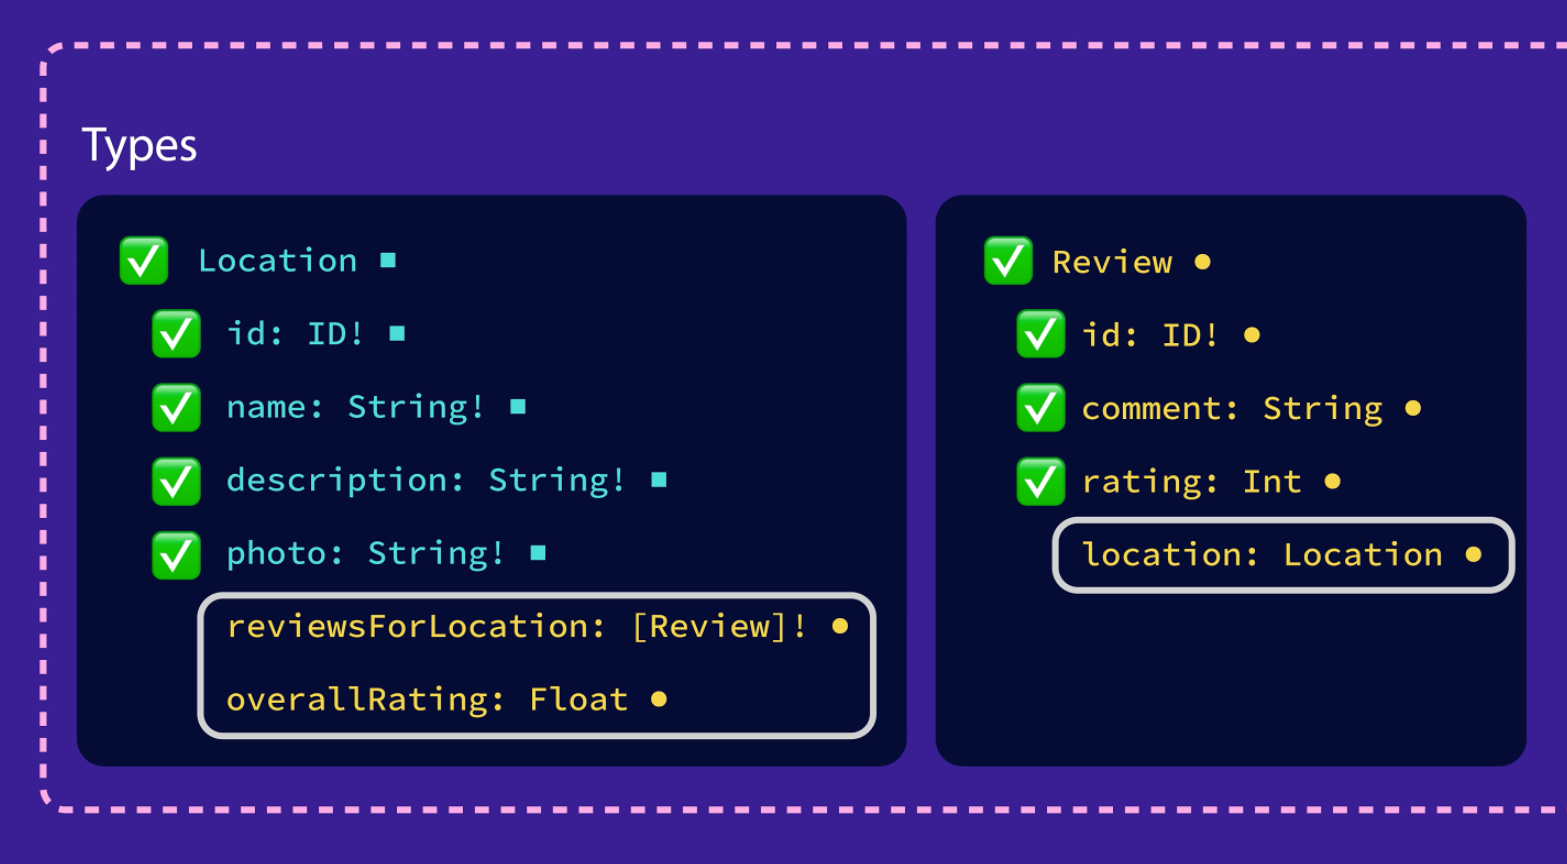 Types
Location
id: ID!
name: String!
description: String!
photo: String!
reviewsForLocation: [Review]!
overallRating: Float
Review
id: ID!
comment: String
rating: Int
location: Location